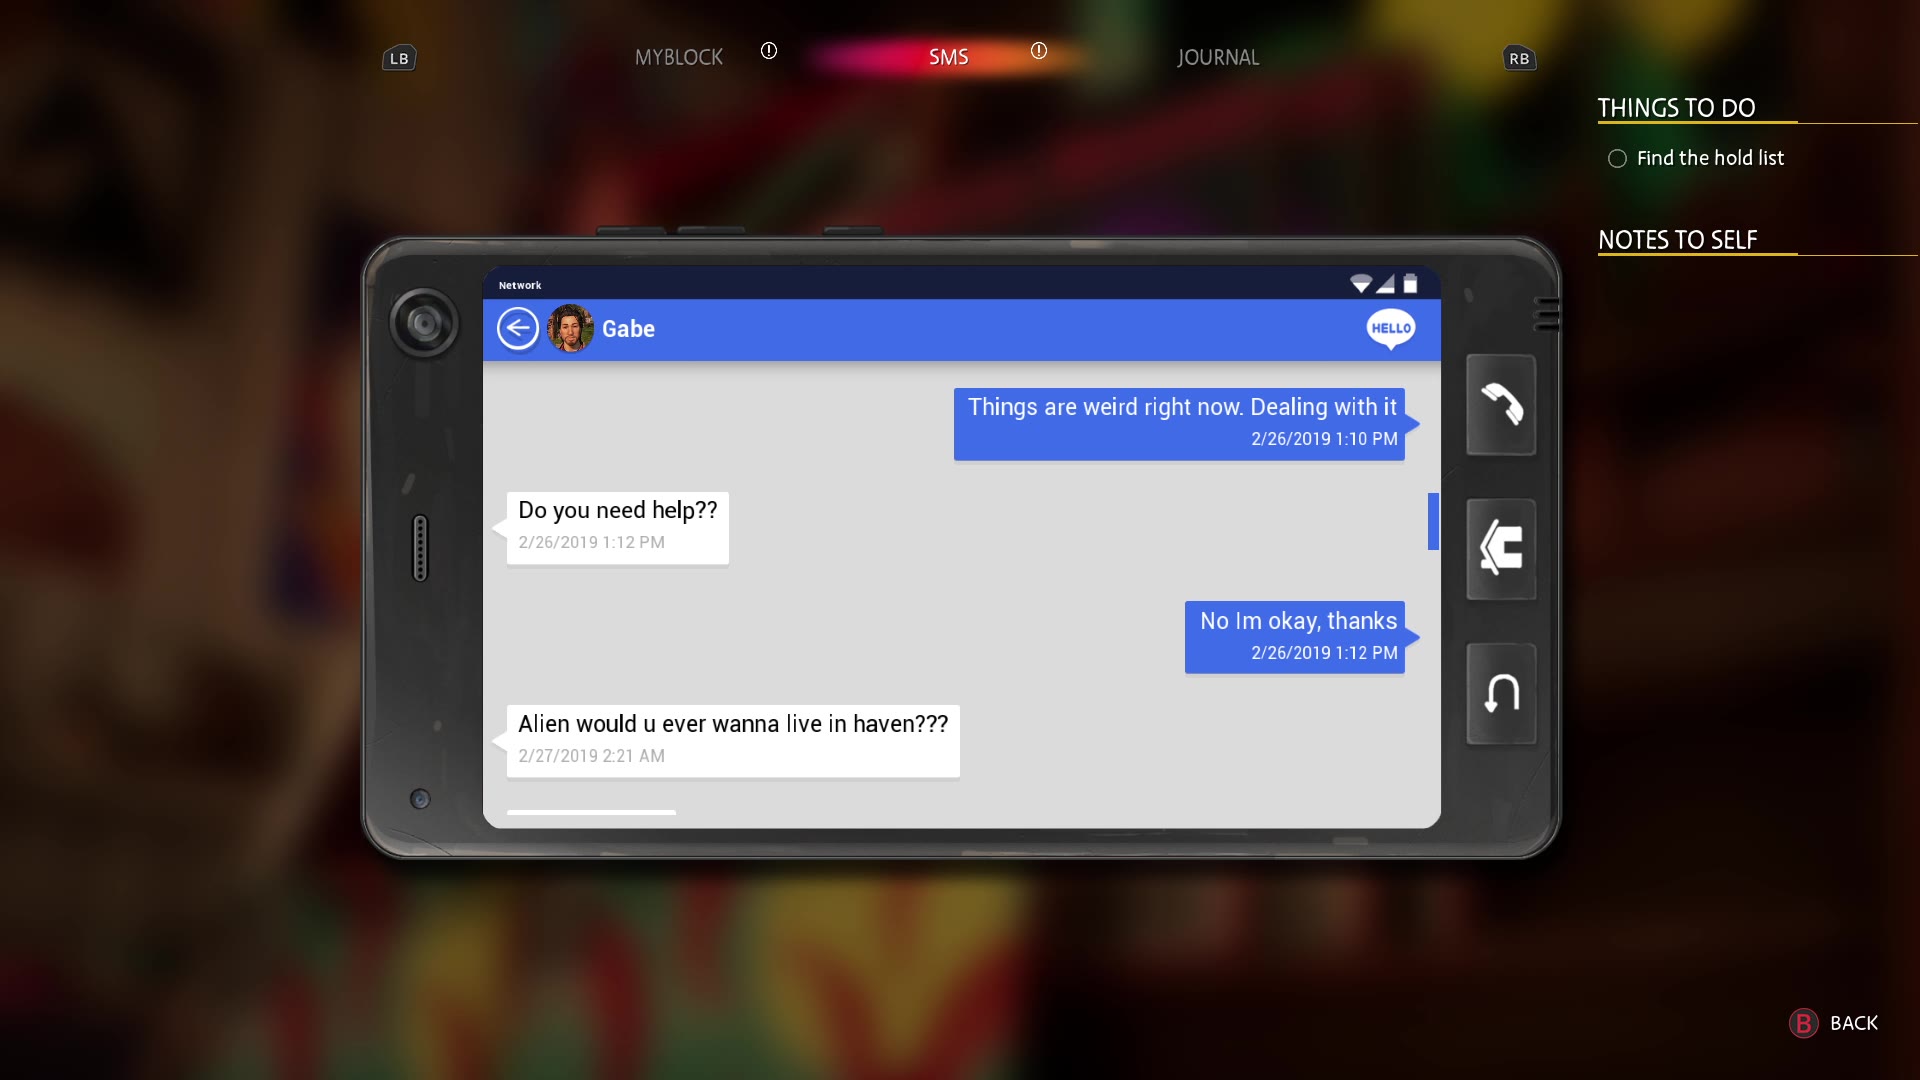 LB
MYBLOCK
SMS
JOURNAL
RB
THINGS TO DO
Find the hold list
NOTES TO SELF
Network
Gabe
HELLO
Things are weird right now. Dealing with it
2/26/2019 1:10 PM
Do you need help??
2/26/2019 1:12 PM
No Im okay, thanks
2/26/2019 1:12 PM
Alien would u ever wanna live in haven???
2/27/2019 2:21 AM
B BACK